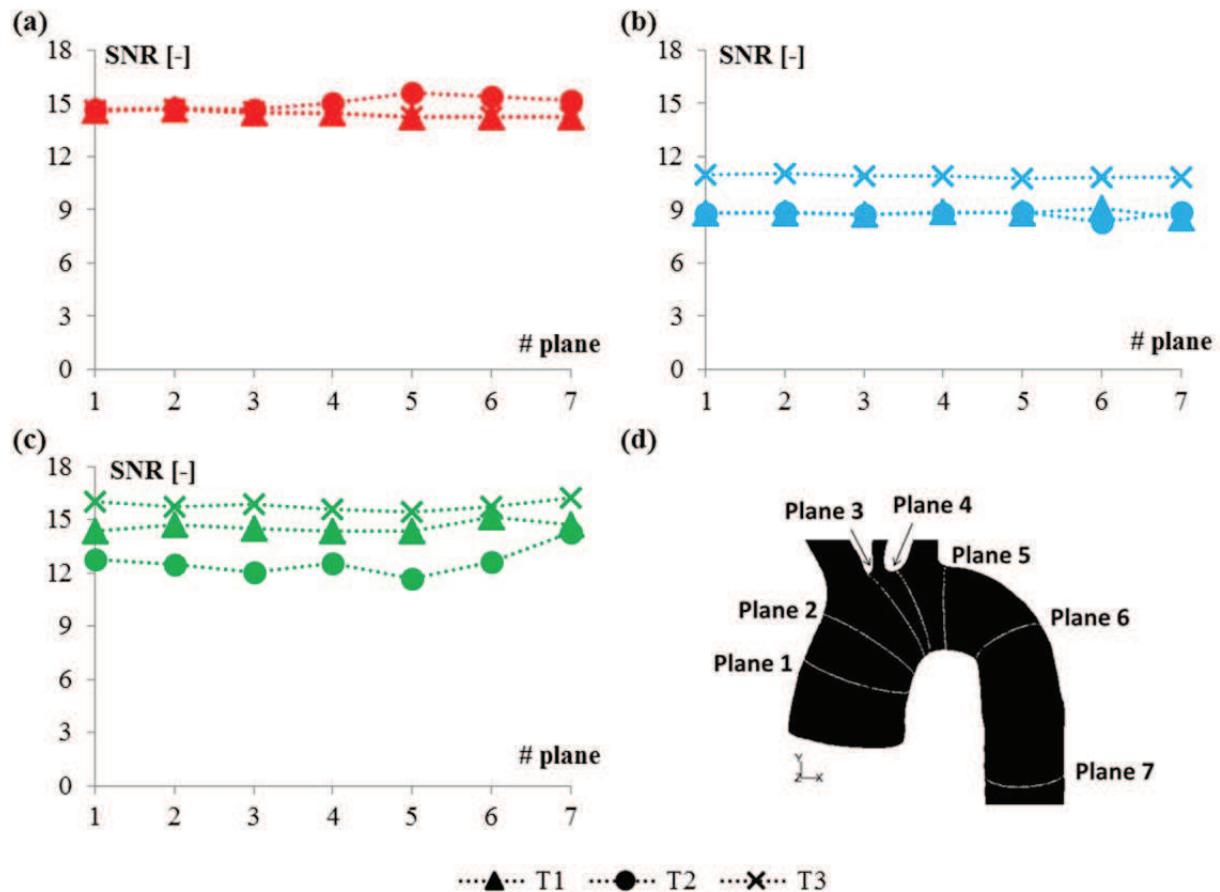 (a)
SNR [-]
18
15
12
9
6
3
0
# plane
1 2 3 4 5 6 7
(b)
SNR [-]
18
15
12
9
6
3
0
# plane
1 2 3 4 5 6 7
(c)
SNR [-]
18
15
12
9
6
3
0
# plane
1 2 3 4 5 6 7
(d)
Plane 3
Plane 4
Plane 5
Plane 2
Plane 6
Plane 1
Y
Z X
Plane 7
T1 T2 T3